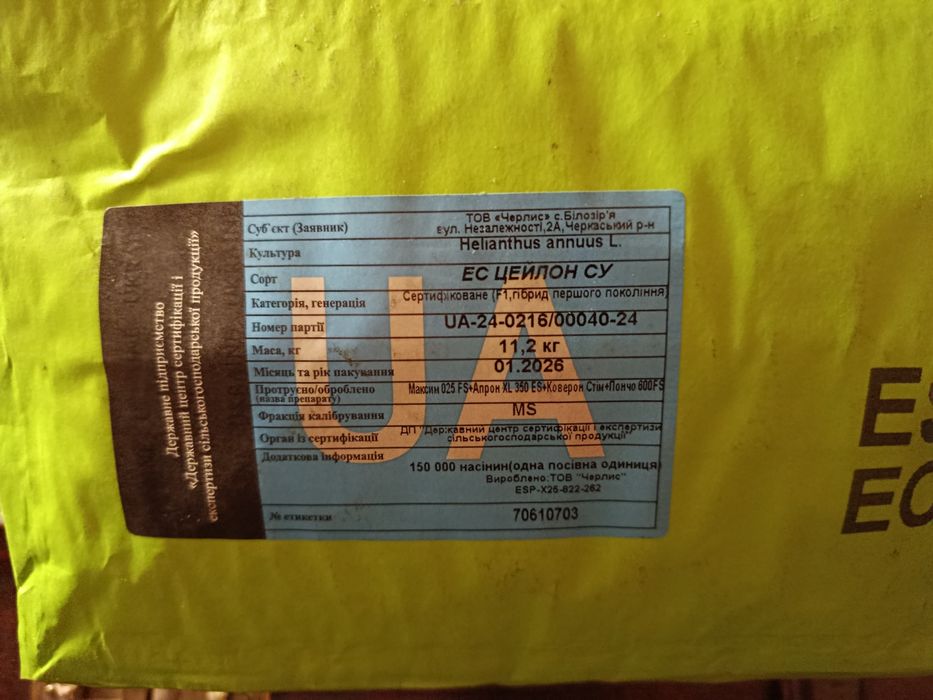 Державне підприємство
«Державний центр сертифікації і
експертизи сільськогосподарської продукції»
UA
Суб'єкт (Заявник) ТОВ «Черлис» с.Білозір'я
вул. Незалежності,2А,Черкаський р-н
Культура Helianthus annuus L.
Сорт ЕС ЦЕЙЛОН СУ
Категорія, генерація Сертифіковане (F1,гібрид першого покоління)
Номер партії UA-24-0216/00040-24
Маса, кг 11,2 кг
Місяць та рік пакування 01.2026
Протруєно/оброблено Максим 025 FS+Апрон XL 350 ES+Коверон Стім+Пончо 600FS
(назва препарату)
Фракція калібрування MS
Орган із сертифікації ДП "Державний центр сертифікації і експертизи
сільськогосподарської продукції"
Додаткова інформація 150 000 насінин(одна посівна одиниця)
Вироблено:ТОВ "Черлис"
ESP-X25-822-262
№ етикетки 70610703
ES
EC